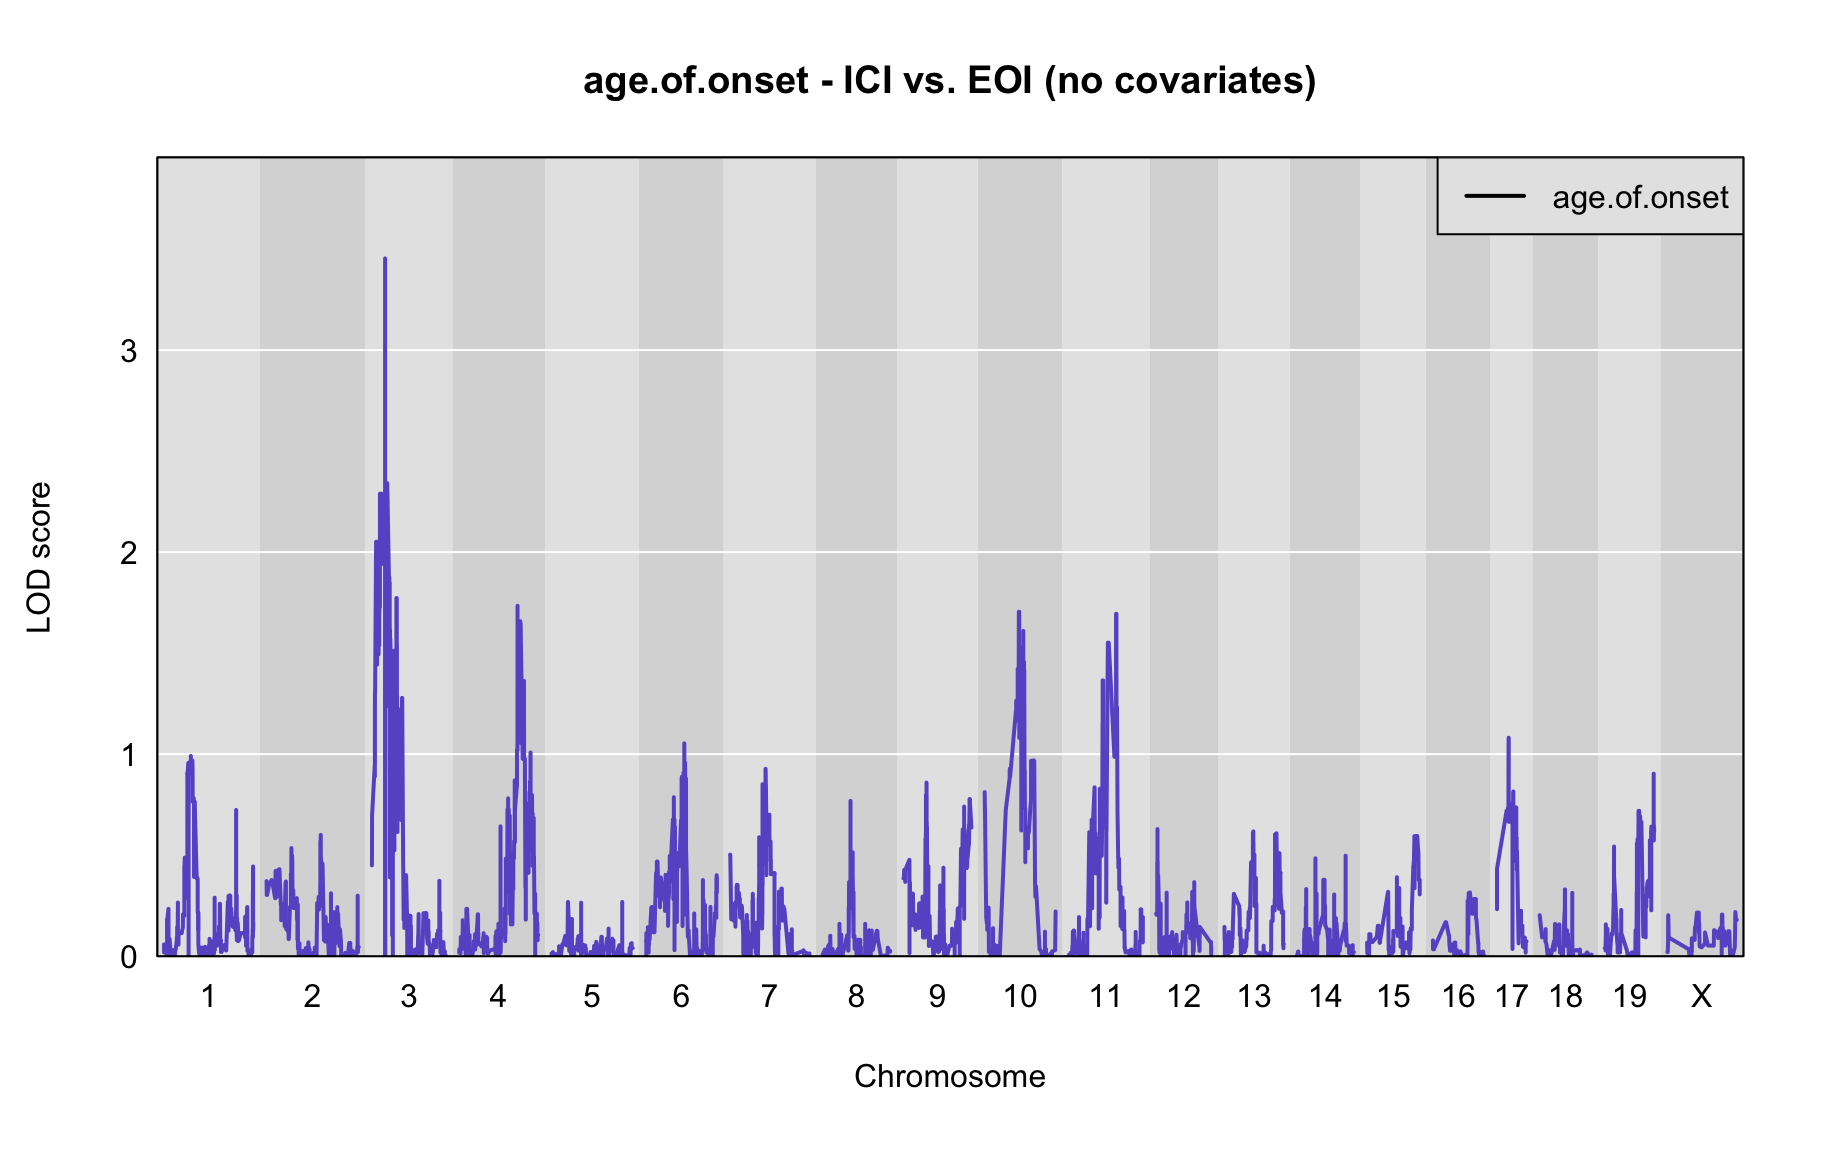 age.of.onset - ICI vs. EOI (no covariates)
age.of.onset
LOD score
3
2
1
0
1 2 3 4 5 6 7 8 9 10 11 12 13 14 15 16 17 18 19 X
Chromosome